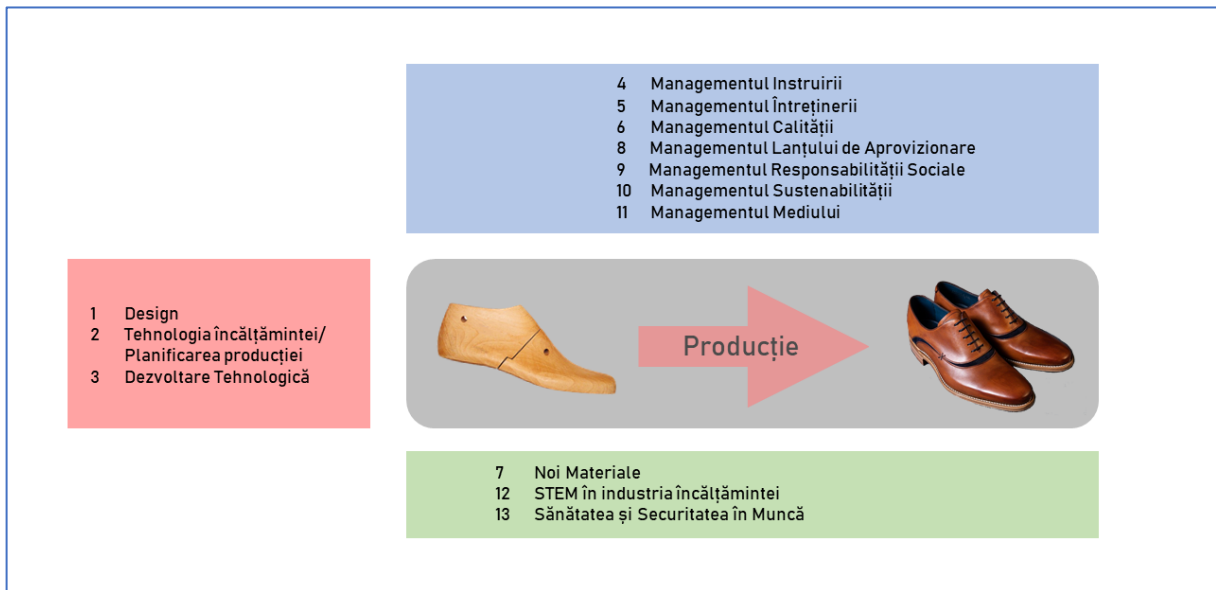 4 Managementul Instruirii
5 Managementul Întreținerii
6 Managementul Calității
8 Managementul Lanțului de Aprovizionare
9 Managementul Responsabilității Sociale
10 Managementul Sustenabilității
11 Managementul Mediului
1 Design
2 Tehnologia încălțămintei/
Planificarea producției
3 Dezvoltare Tehnologică
Producție
7 Noi Materiale
12 STEM în industria încălțămintei
13 Sănătatea și Securitatea în Muncă